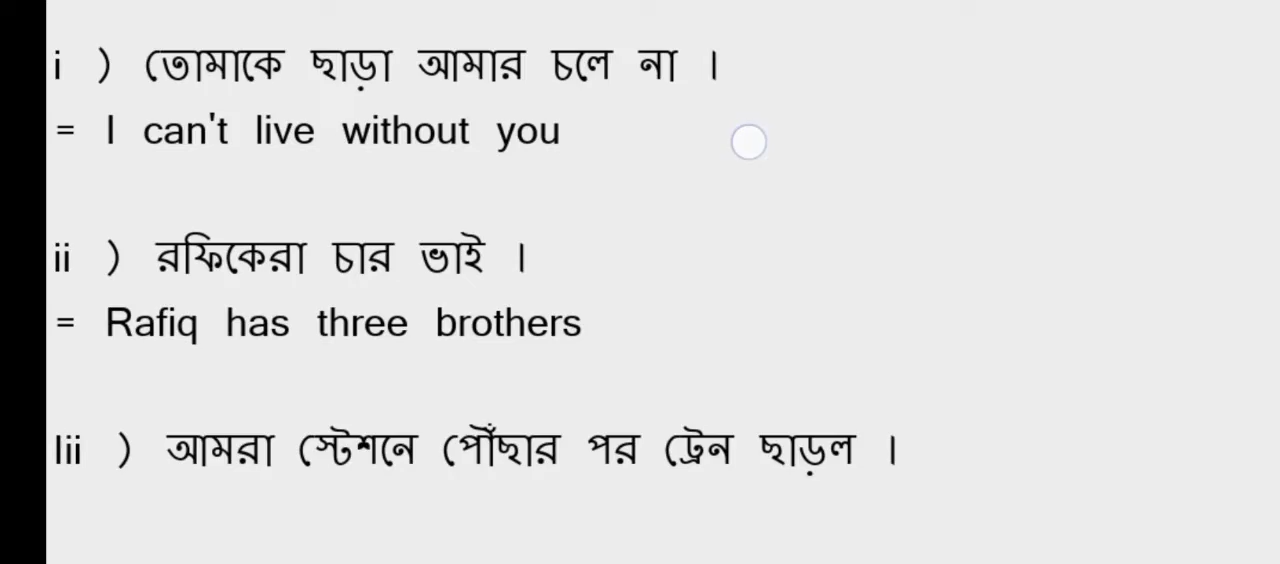 i ) তোমাকে ছাড়া আমার চলে না ।
= I can't live without you
ii ) রফিকেরা চার ভাই ।
= Rafiq has three brothers
Iii ) আমরা স্টেশনে পৌঁছার পর ট্রেন ছাড়ল ।